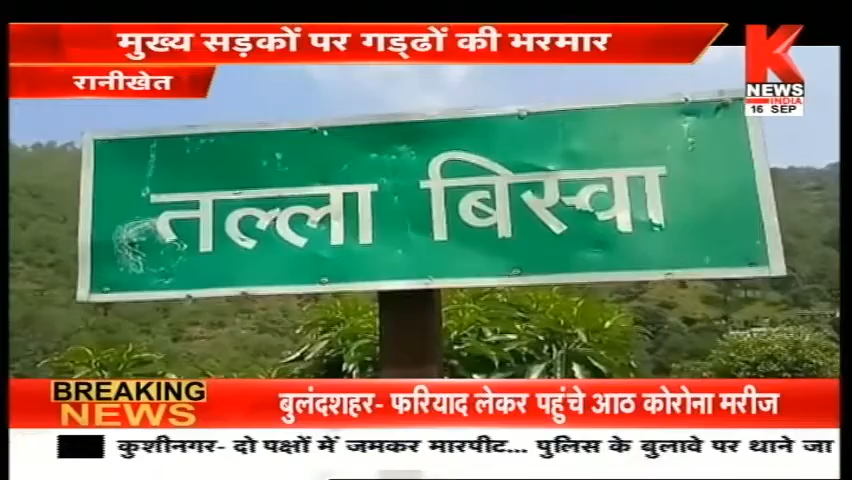 मुख्य सड़कों पर गड्ढों की भरमार
रानीखेत
K
NEWS
INDIA
16 SEP
तल्ला बिस्वा
BREAKING
NEWS
बुलंदशहर- फरियाद लेकर पहुंचे आठ कोरोना मरीज
कुशीनगर- दो पक्षों में जमकर मारपीट... पुलिस के बुलावे पर थाने जा